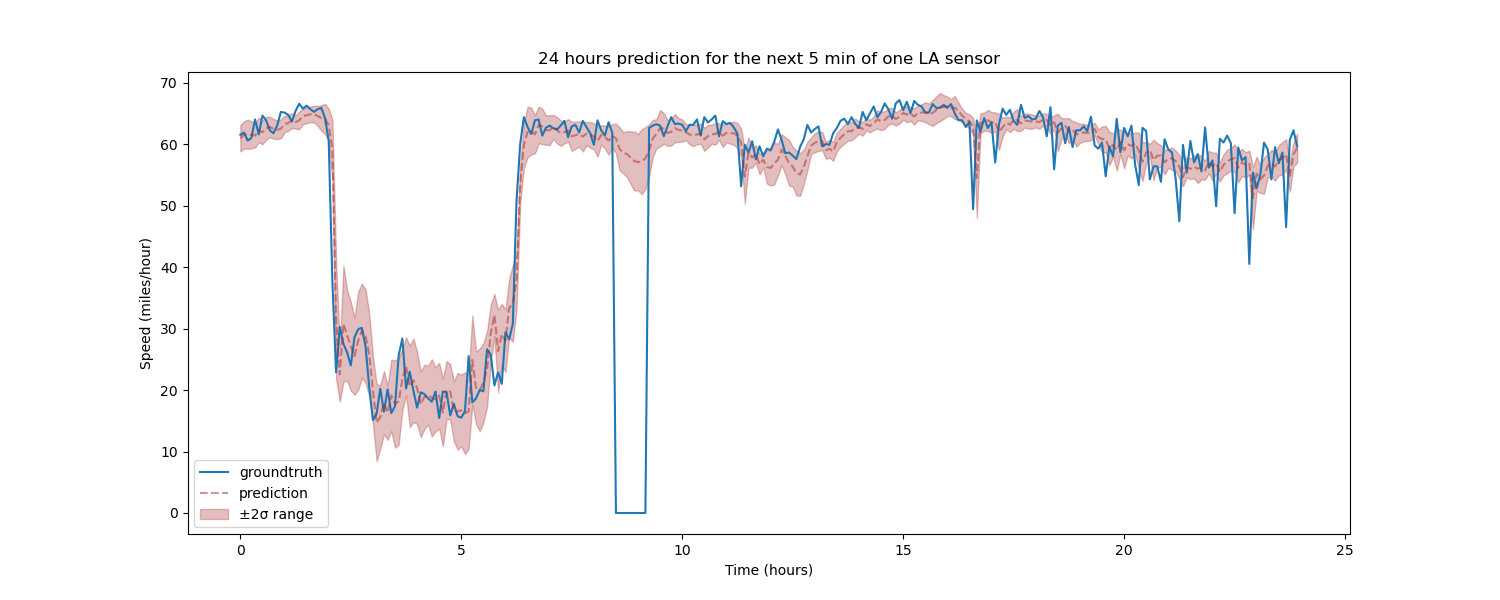 24 hours prediction for the next 5 min of one LA sensor
70
60
50
40
30
20
10
0
Speed (miles/hour)
groundtruth
prediction
±2σ range
0 5 10 15 20 25
Time (hours)